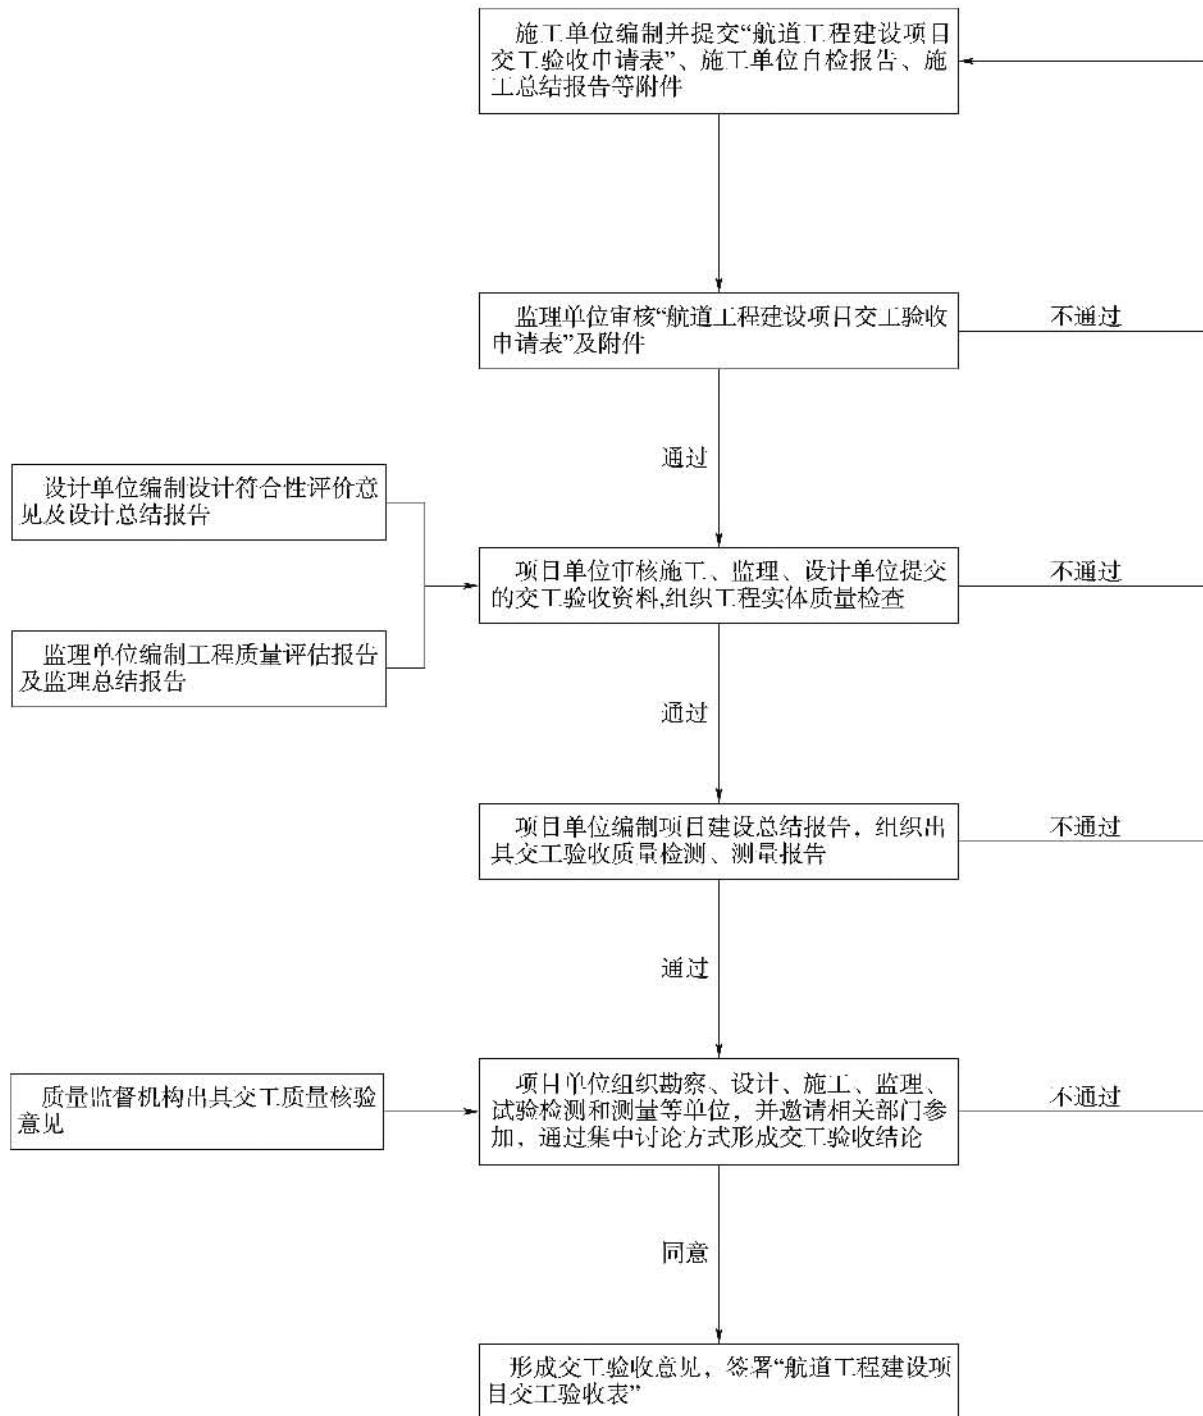 施工单位编制并提交“航道工程建设项目
交工验收申请表”、施工单位自检报告、施
工总结报告等附件
监理单位审核“航道工程建设项目交工验收
申请表”及附件
不通过
通过
设计单位编制设计符合性评价意
见及设计总结报告
项目单位审核施工、监理、设计单位提交
的交工验收资料,组织工程实体质量检查
不通过
监理单位编制工程质量评估报告
及监理总结报告
通过
项目单位编制项目建设总结报告，组织出
具交工验收质量检测、测量报告
不通过
通过
质量监督机构出具交工质量核验
意见
项目单位组织勘察、设计、施工、监理、
试验检测和测量等单位，并邀请相关部门参
加，通过集中讨论方式形成交工验收结论
不通过
同意
形成交工验收意见，签署“航道工程建设项
目交工验收表”